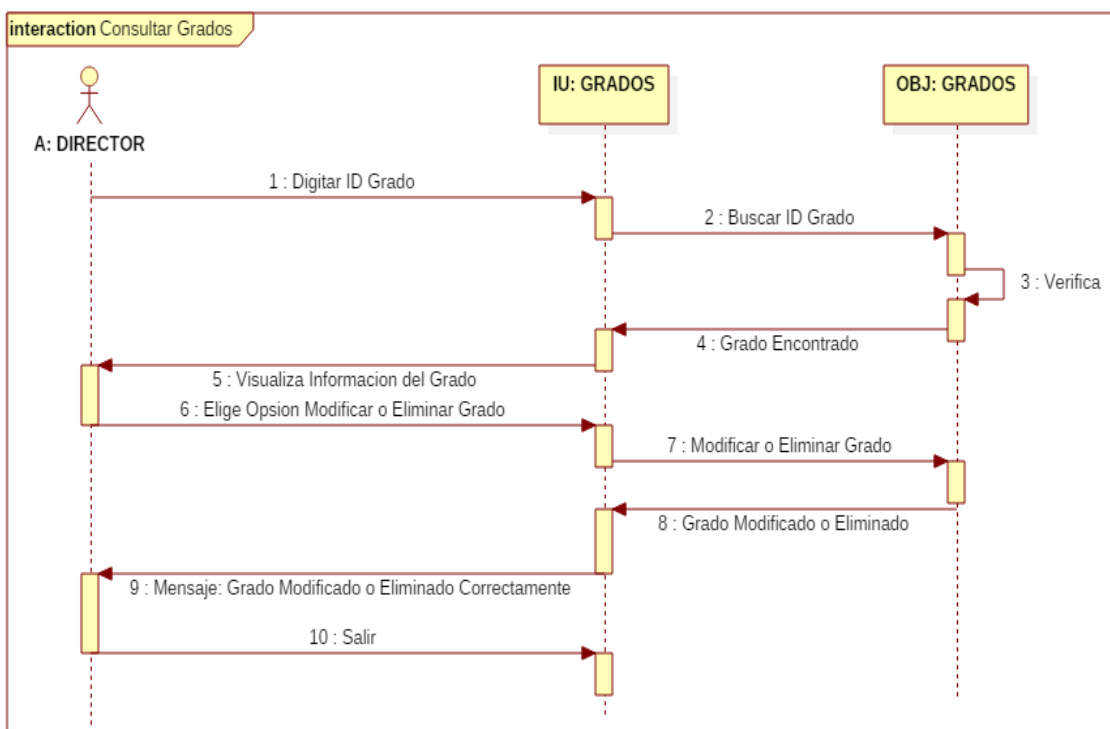 interaction Consultar Grados
IU: GRADOS
OBJ: GRADOS
A: DIRECTOR
1 : Digitar ID Grado
2 : Buscar ID Grado
3 : Verifica
4 : Grado Encontrado
5 : Visualiza Informacion del Grado
6 : Elige Opsion Modificar o Eliminar Grado
7 : Modificar o Eliminar Grado
8 : Grado Modificado o Eliminado
9 : Mensaje: Grado Modificado o Eliminado Correctamente
10 : Salir